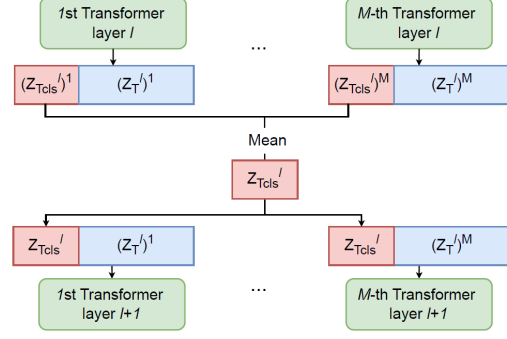 1st Transformer
layer l
...
M-th Transformer
layer l
(Z_Tcls^l)^1
(Z_T^l)^1
(Z_Tcls^l)^M
(Z_T^l)^M
Mean
Z_Tcls^l
Z_Tcls^l
(Z_T^l)^1
Z_Tcls^l
(Z_T^l)^M
1st Transformer
layer l+1
...
M-th Transformer
layer l+1